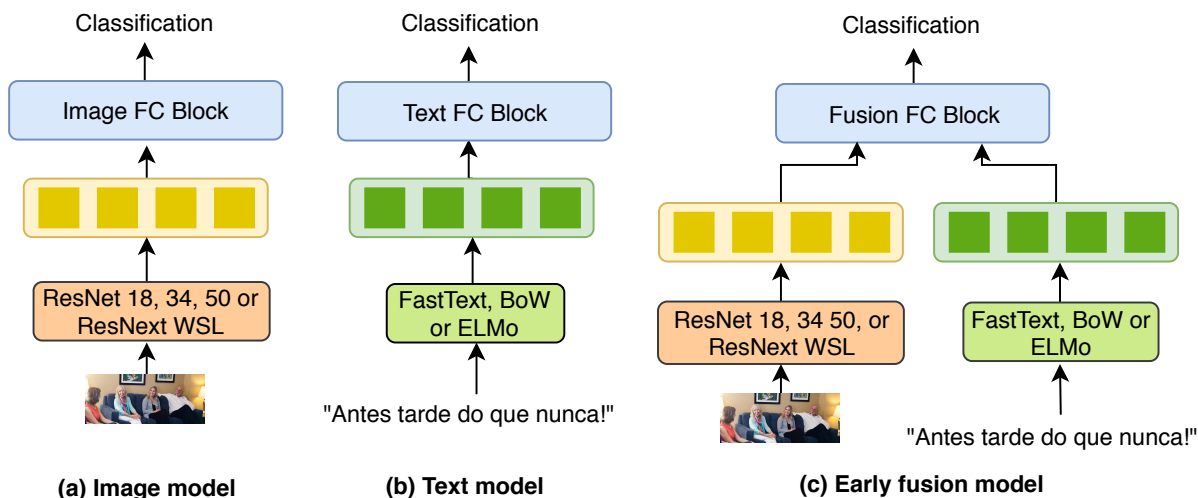 Classification
Image FC Block
ResNet 18, 34, 50 or
ResNext WSL
(a) Image model
Classification
Text FC Block
FastText, BoW
or ELMo
"Antes tarde do que nunca!"
(b) Text model
Classification
Fusion FC Block
ResNet 18, 34 50, or
ResNext WSL
FastText, BoW or
ELMo
"Antes tarde do que nunca!"
(c) Early fusion model